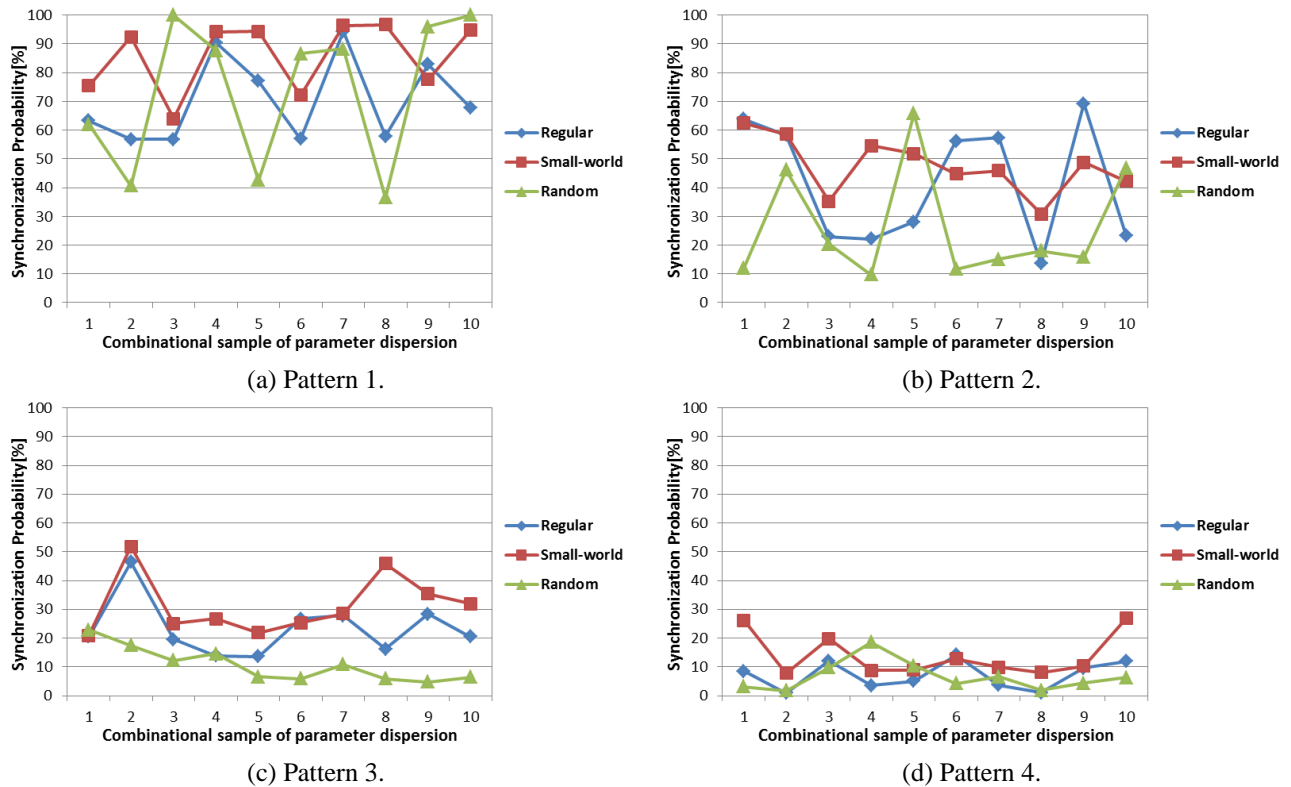 100
90
80
70
60
50
40
30
20
10
0
Synchronization Probability[%]
1 2 3 4 5 6 7 8 9 10
Combinational sample of parameter dispersion
Regular
Small-world
Random
(a) Pattern 1.
100
90
80
70
60
50
40
30
20
10
0
Synchronization Probability[%]
1 2 3 4 5 6 7 8 9 10
Combinational sample of parameter dispersion
Regular
Small-world
Random
(b) Pattern 2.
100
90
80
70
60
50
40
30
20
10
0
Synchronization Probability[%]
1 2 3 4 5 6 7 8 9 10
Combinational sample of parameter dispersion
Regular
Small-world
Random
(c) Pattern 3.
100
90
80
70
60
50
40
30
20
10
0
Synchronization Probability[%]
1 2 3 4 5 6 7 8 9 10
Combinational sample of parameter dispersion
Regular
Small-world
Random
(d) Pattern 4.